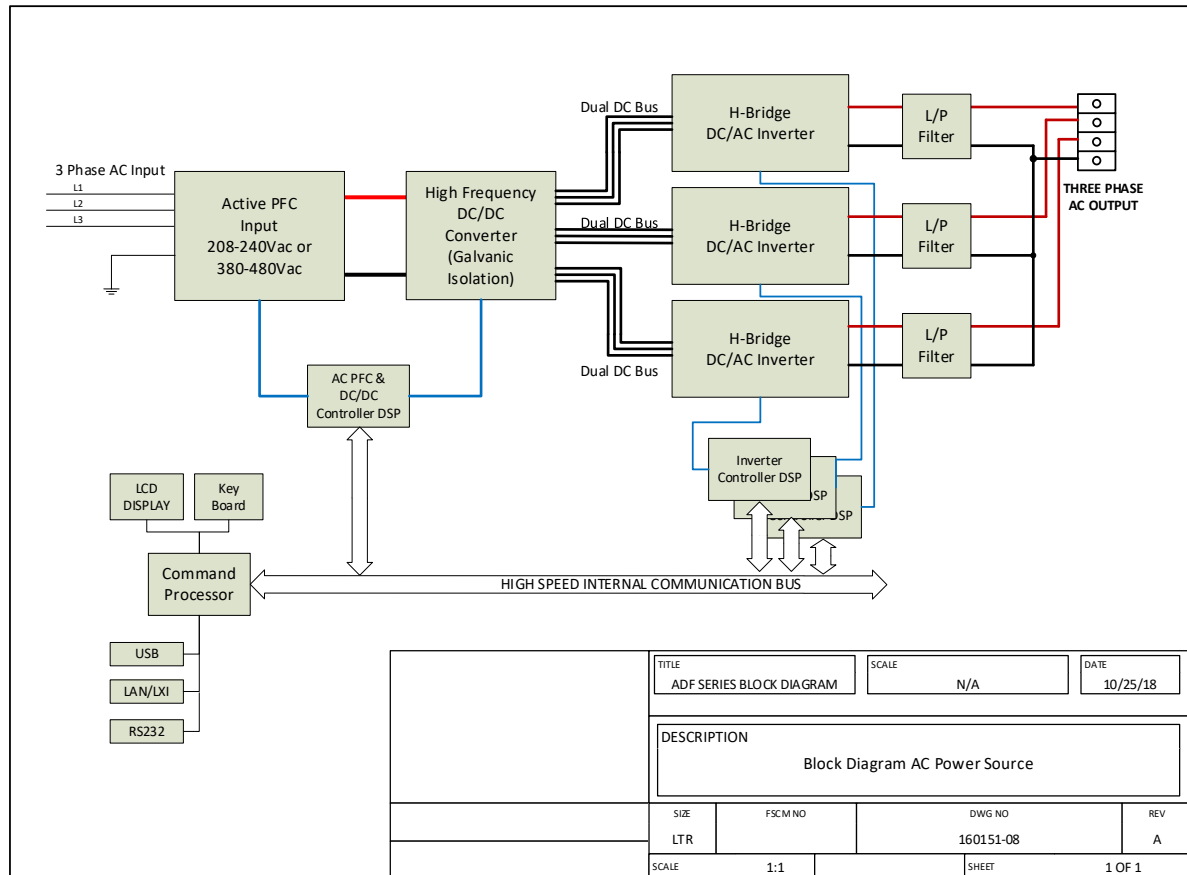 3 Phase AC Input
L1
L2
L3
Active PFC
Input
208-240Vac or
380-480Vac
High Frequency
DC/DC
Converter
(Galvanic
Isolation)
Dual DC Bus
Dual DC Bus
Dual DC Bus
H-Bridge
DC/AC Inverter
H-Bridge
DC/AC Inverter
H-Bridge
DC/AC Inverter
L/P
Filter
L/P
Filter
L/P
Filter
THREE PHASE
AC OUTPUT
AC PFC &
DC/DC
Controller DSP
Inverter
Controller DSP
DSP
Controller DSP
LCD
DISPLAY
Key
Board
Command
Processor
HIGH SPEED INTERNAL COMMUNICATION BUS
USB
LAN/LXI
RS232
TITLE
ADF SERIES BLOCK DIAGRAM
SCALE
N/A
DATE
10/25/18
DESCRIPTION
Block Diagram AC Power Source
SIZE
LTR
FSCM NO
DWG NO
160151-08
REV
A
SCALE
1:1
SHEET
1 OF 1